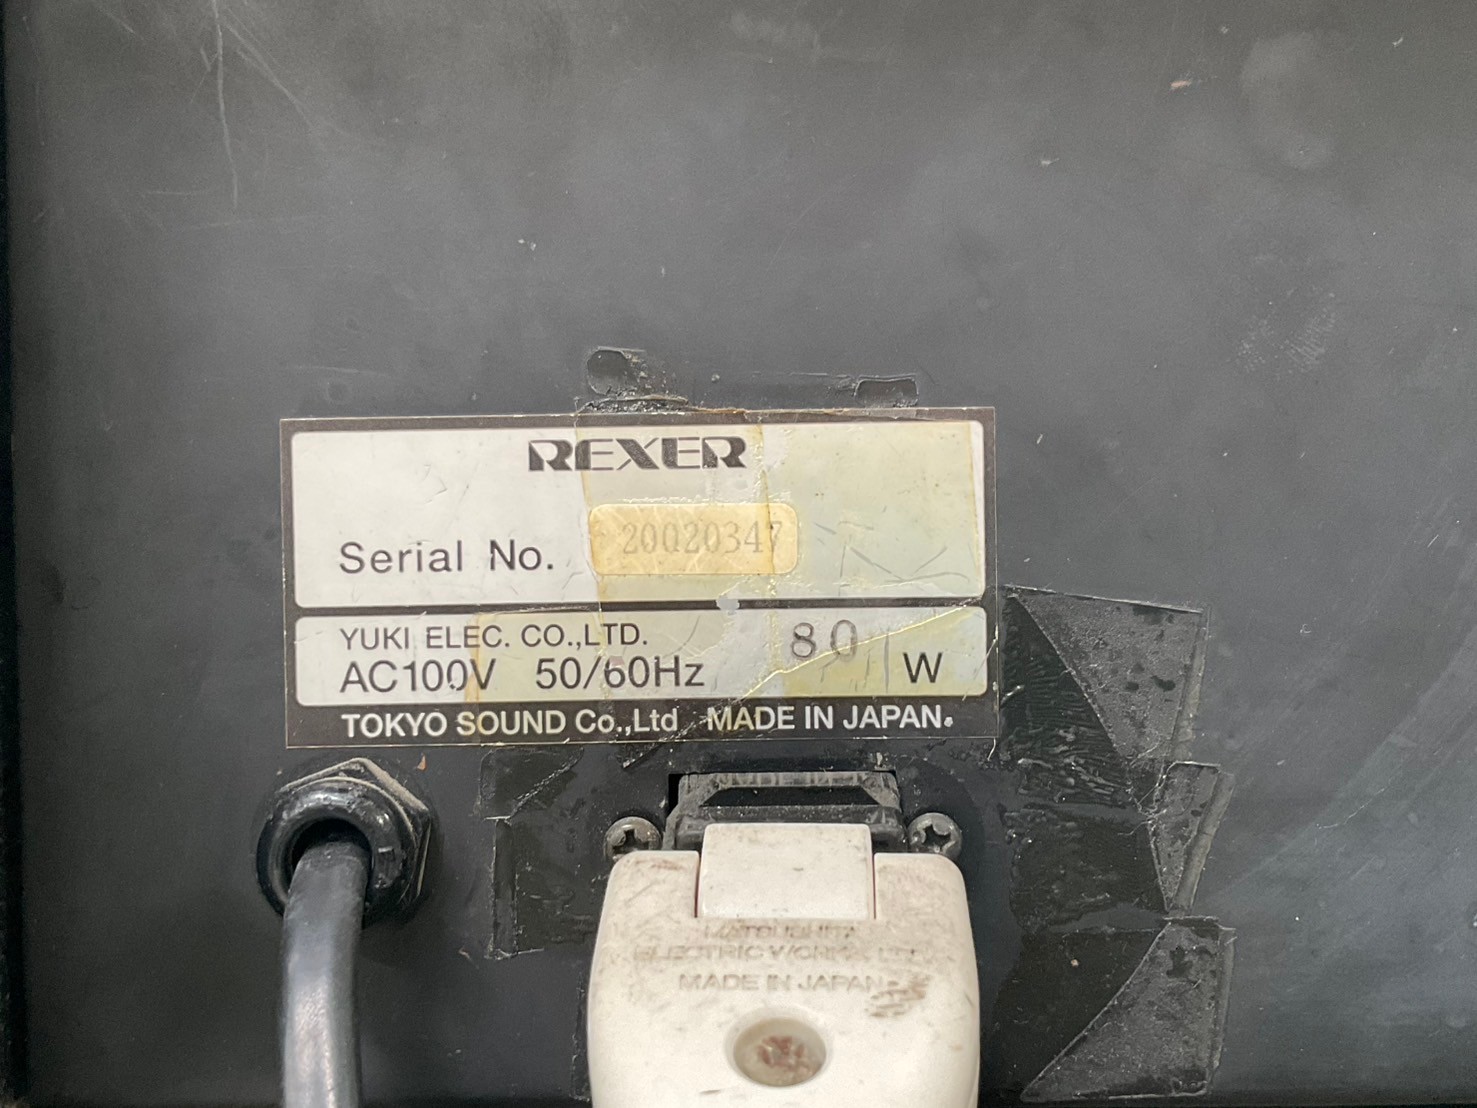 REXER
Serial No. 20020347
YUKI ELEC. CO.,LTD.
AC100V 50/60Hz 80 W
TOKYO SOUND Co.,Ltd MADE IN JAPAN.
MATSUSHITA
ELECTRIC WORKS, LTD.
MADE IN JAPAN